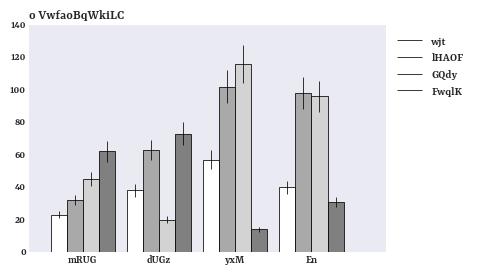 o VwfaoBqWkiLC
140
120
100
80
60
40
20
0
mRUG dUGz yxM En
wjt
lHAOF
GQdy
FwqlK